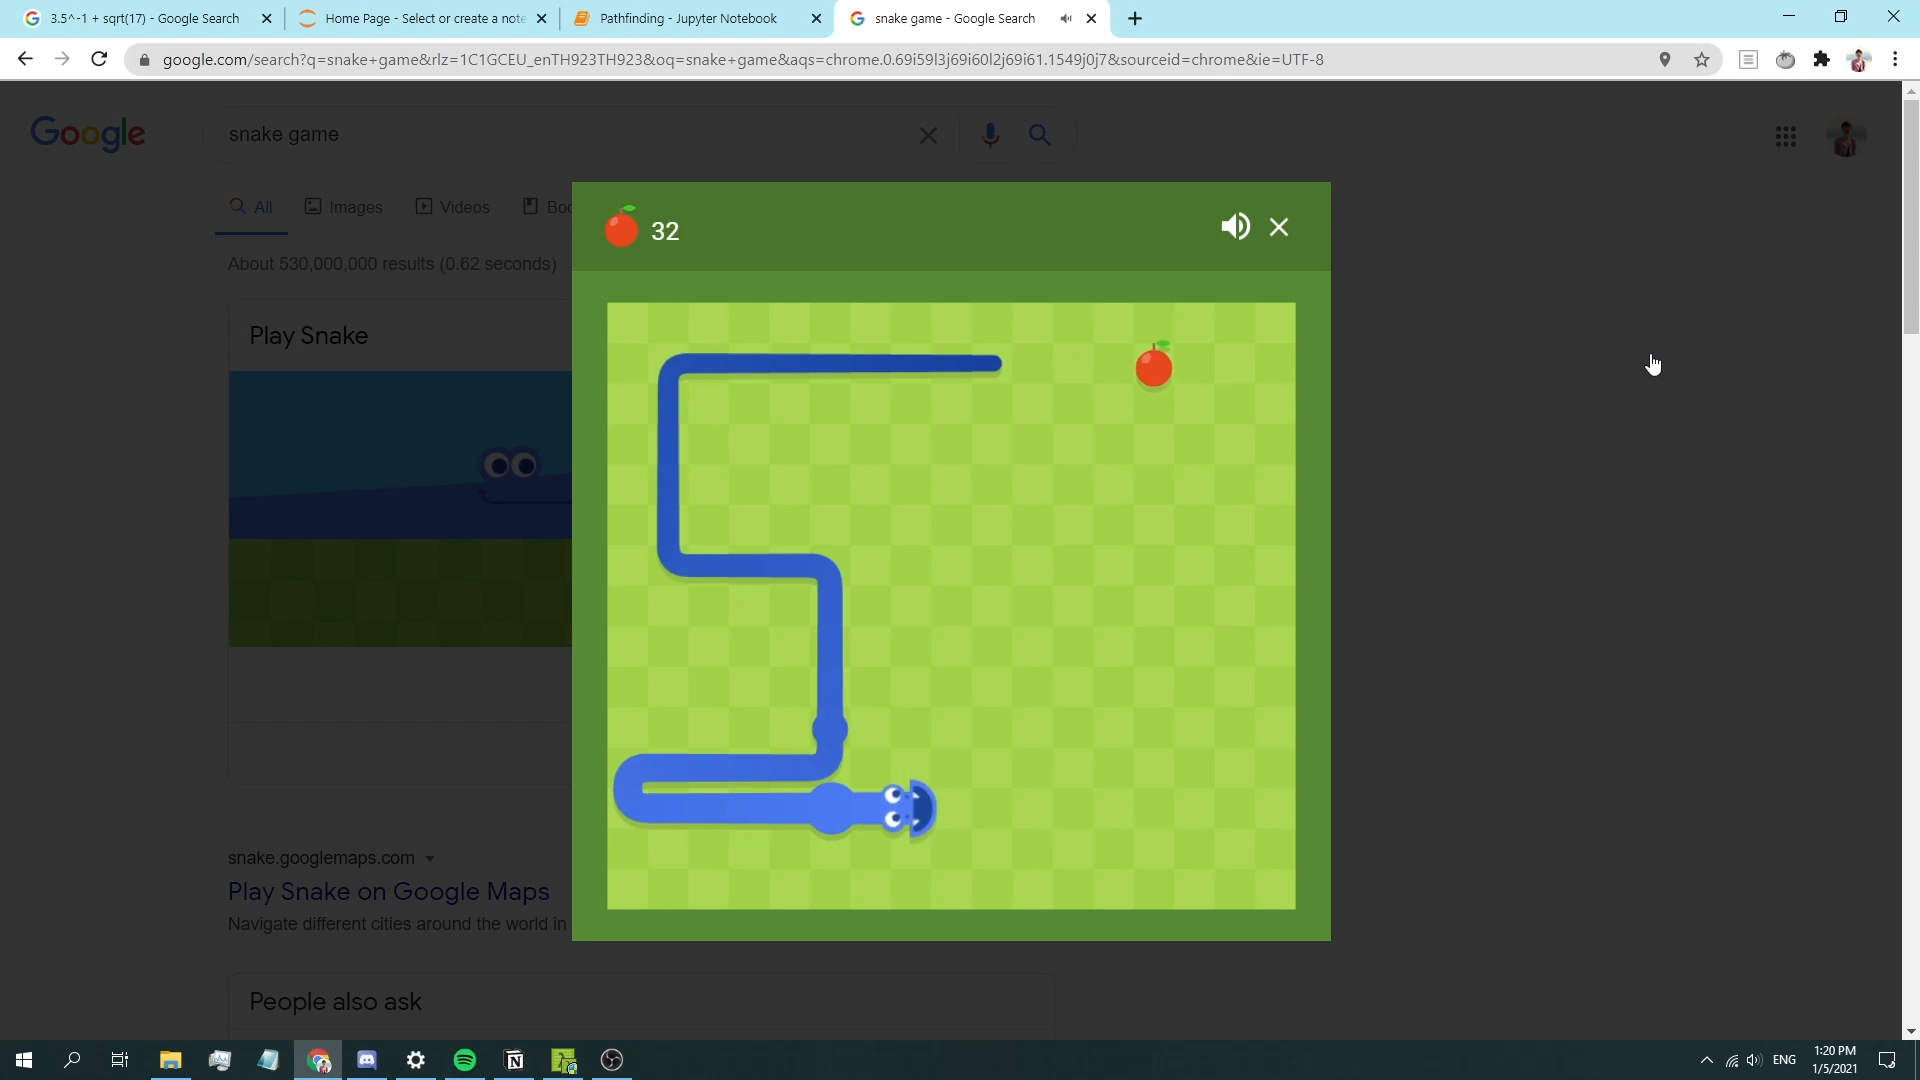 3.5^-1 + sqrt(17) - Google Search
Home Page - Select or create a note
Pathfinding - Jupyter Notebook
snake game - Google Search
google.com/search?q=snake+game&rlz=1C1GCEU_enTH923TH923&oq=snake+game&aqs=chrome.0.69i59l3j69i60l2j69i61.1549j0j7&sourceid=chrome&ie=UTF-8
Google
snake game
All
Images
Videos
Boo
About 530,000,000 results (0.62 seconds)
32
Play Snake
snake.googlemaps.com
Play Snake on Google Maps
Navigate different cities around the world in
People also ask
ENG
1:20 PM
1/5/2021